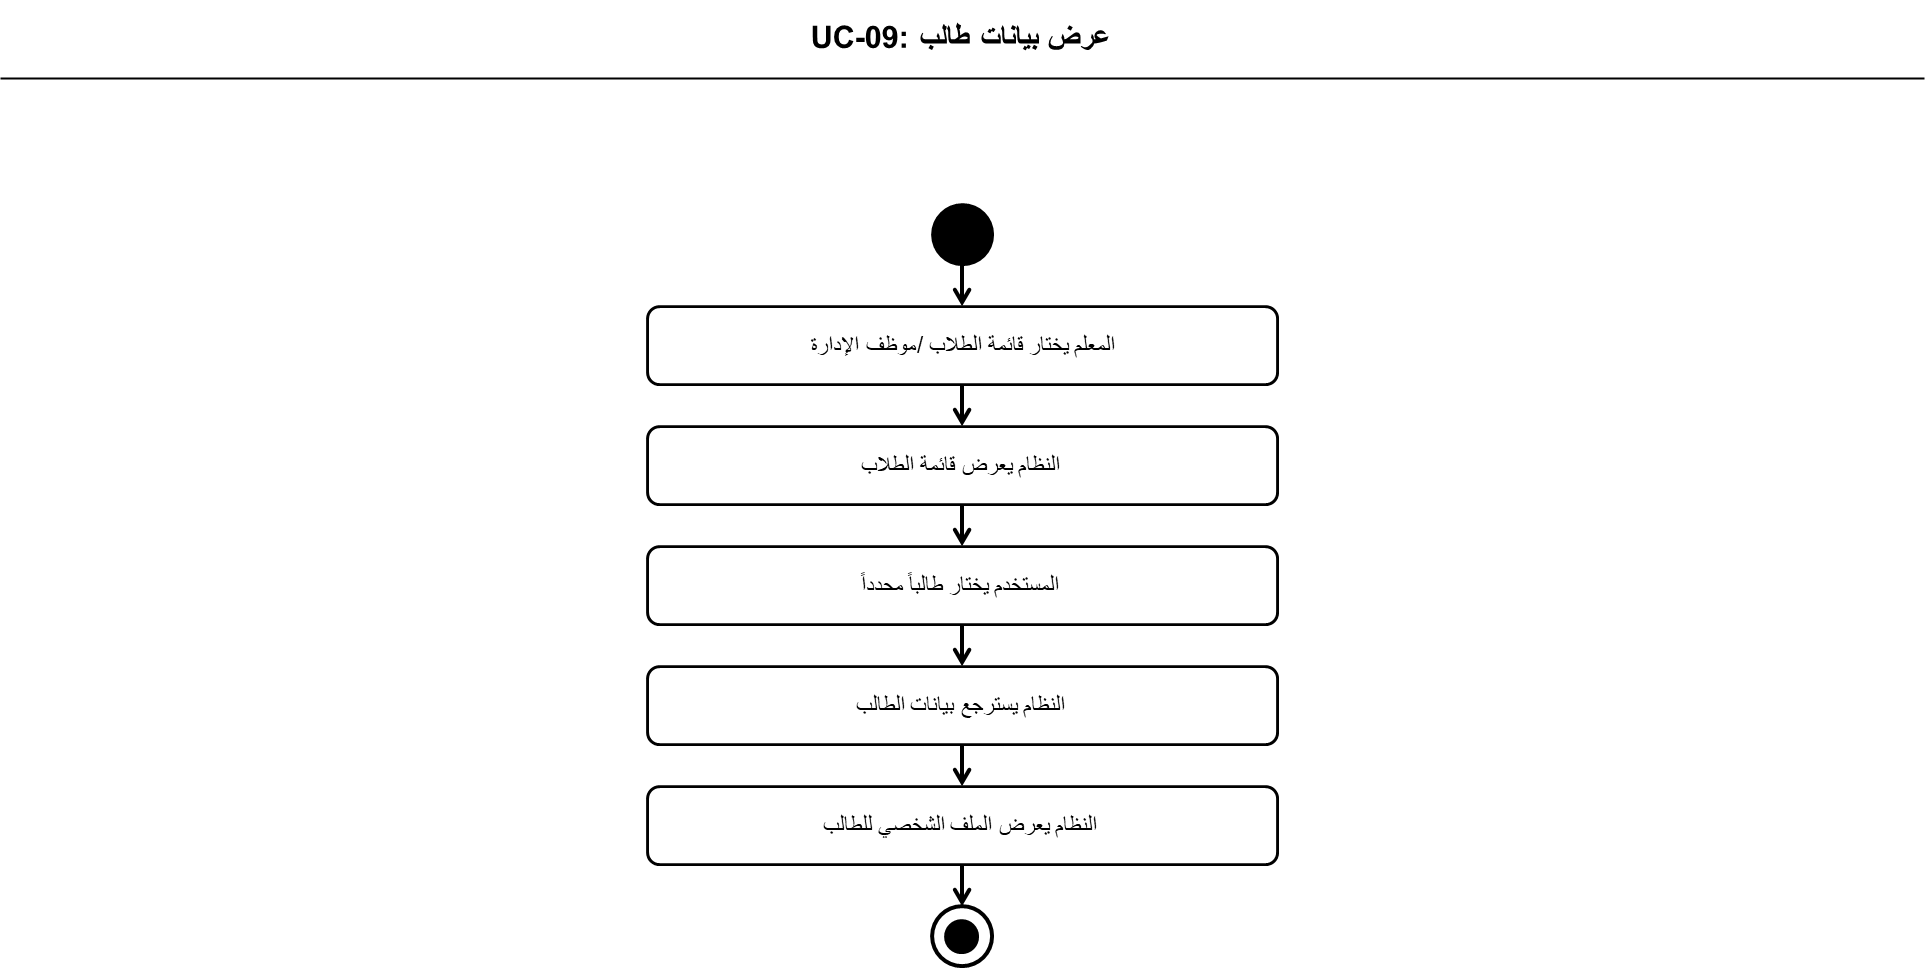 UC-09: عرض بيانات طالب
المعلم يختار قائمة الطلاب /موظف الإدارة
النظام يعرض قائمة الطلاب
المستخدم يختار طالباً محدداً
النظام يسترجع بيانات الطالب
النظام يعرض الملف الشخصي للطالب